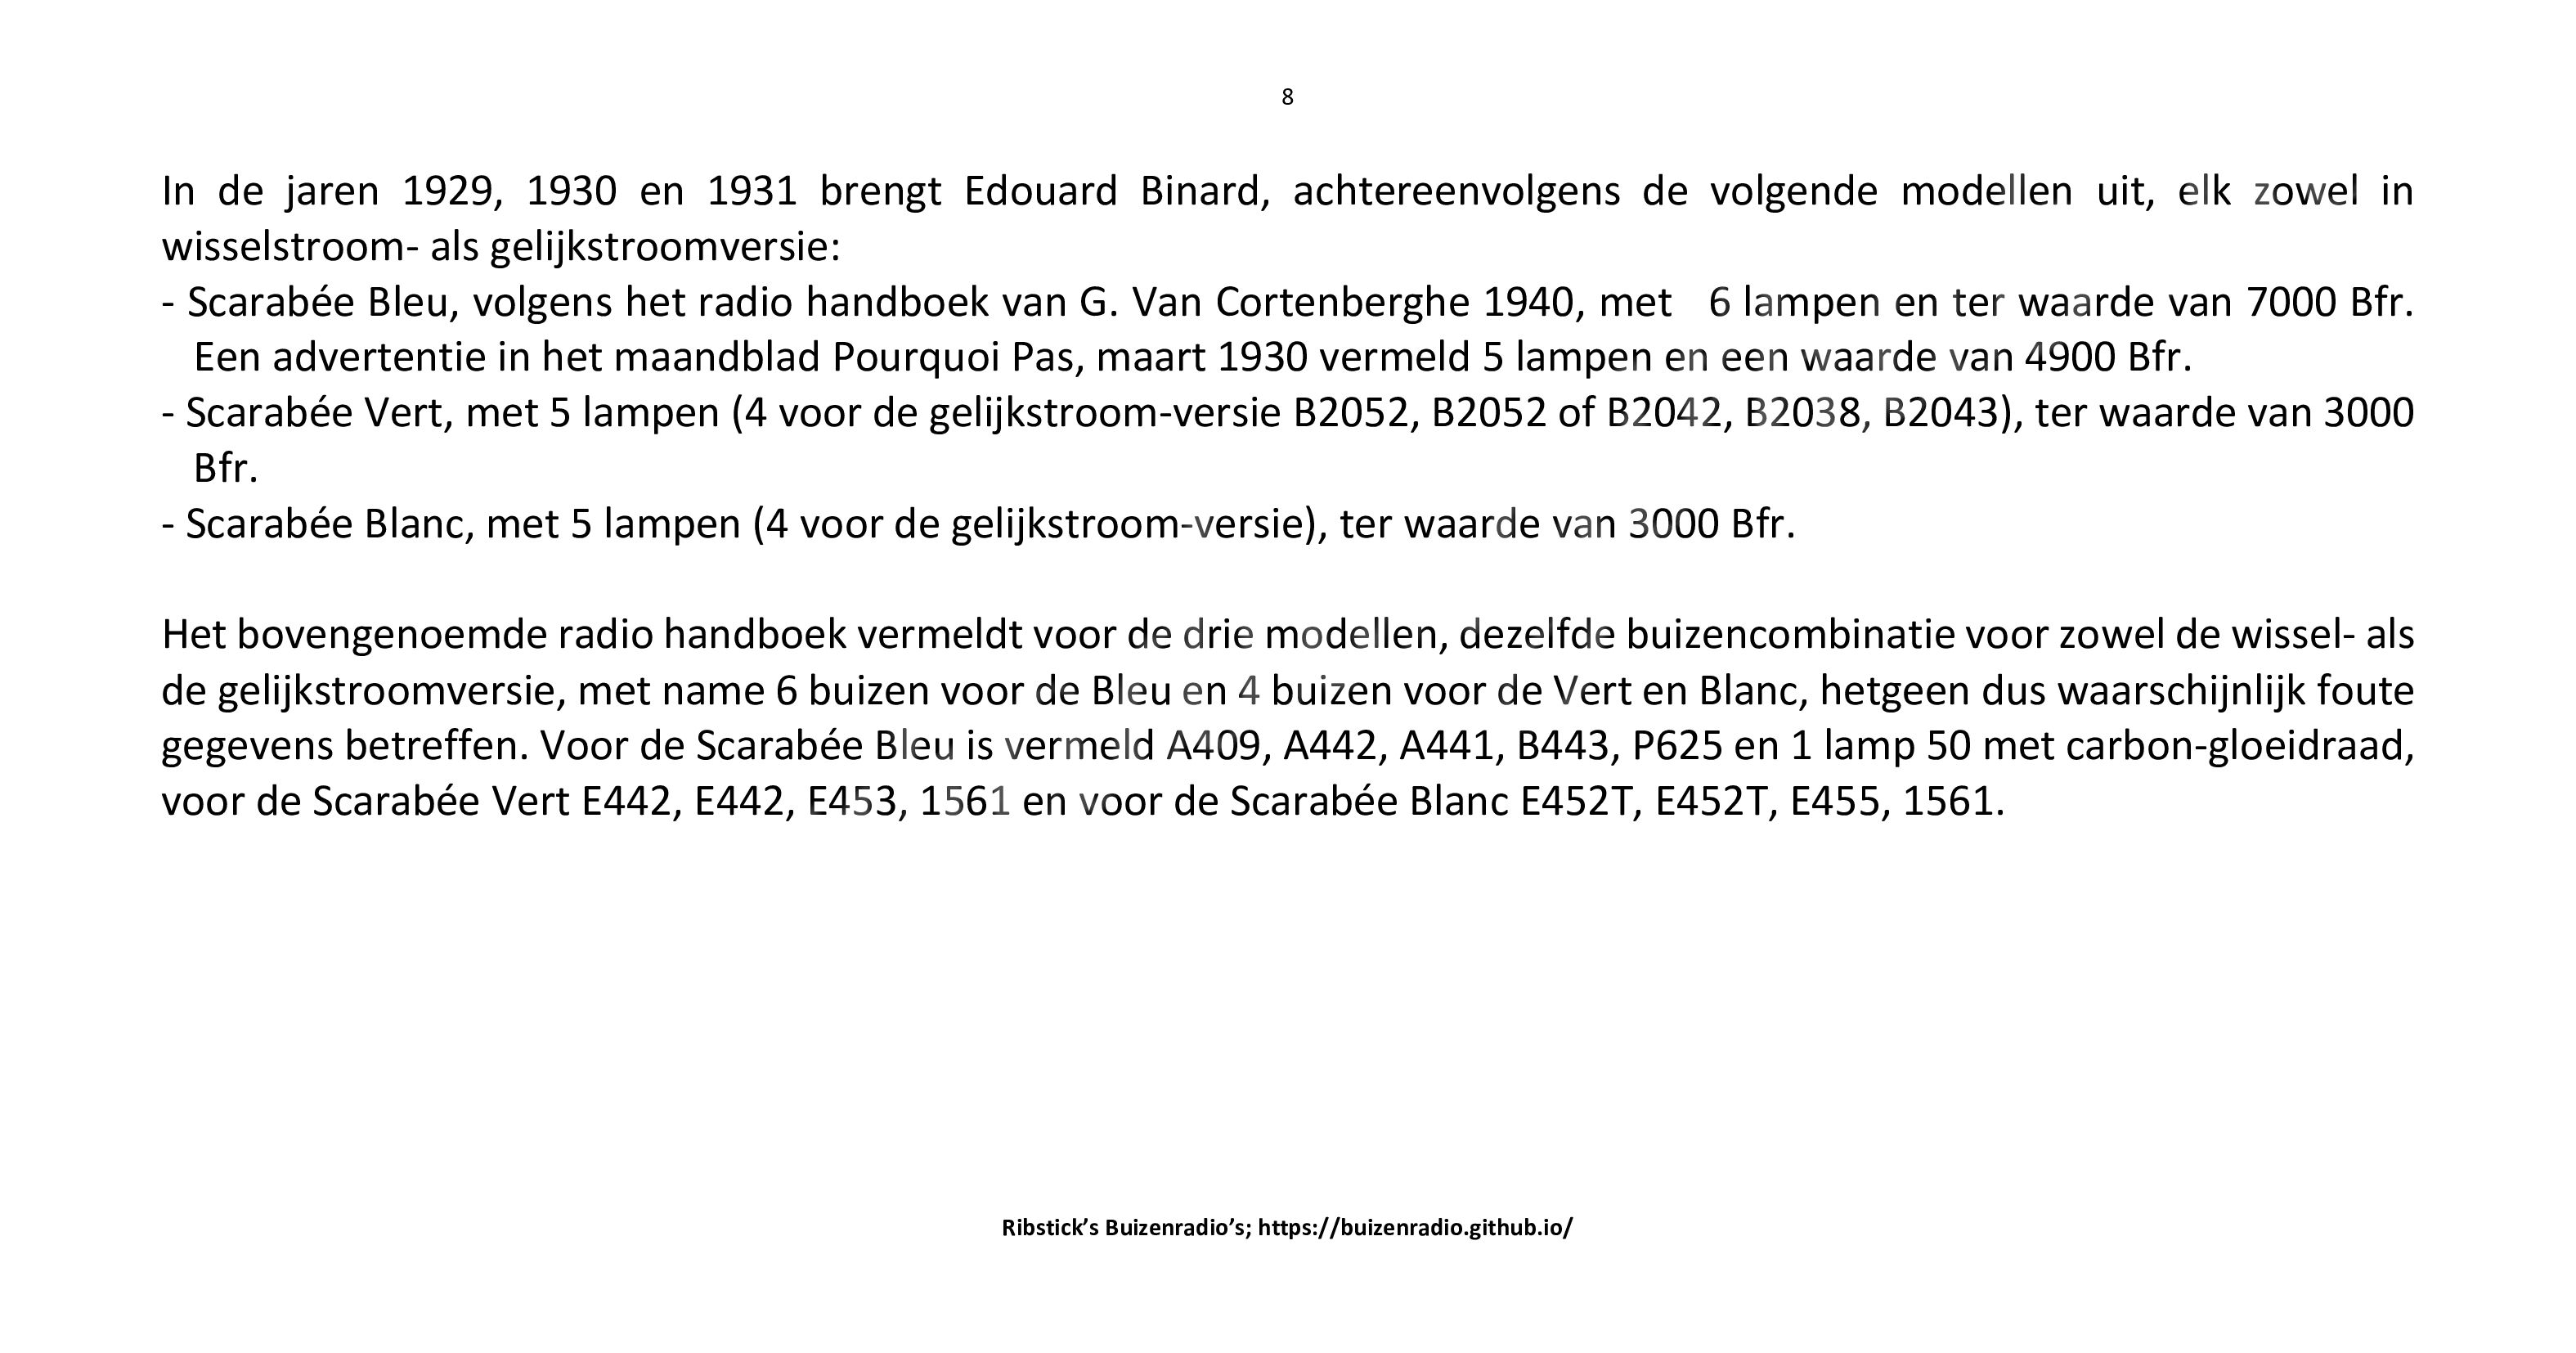 8
In de jaren 1929, 1930 en 1931 brengt Edouard Binard, achtereenvolgens de volgende modellen uit, elk zowel in
wisselstroom- als gelijkstroomversie:
- Scarabée Bleu, volgens het radio handboek van G. Van Cortenberghe 1940, met 6 lampen en ter waarde van 7000 Bfr.
Een advertentie in het maandblad Pourquoi Pas, maart 1930 vermeld 5 lampen en een waarde van 4900 Bfr.
- Scarabée Vert, met 5 lampen (4 voor de gelijkstroom-versie B2052, B2052 of B2042, B2038, B2043), ter waarde van 3000
Bfr.
- Scarabée Blanc, met 5 lampen (4 voor de gelijkstroom-versie), ter waarde van 3000 Bfr.
Het bovengenoemde radio handboek vermeldt voor de drie modellen, dezelfde buizencombinatie voor zowel de wissel- als
de gelijkstroomversie, met name 6 buizen voor de Bleu en 4 buizen voor de Vert en Blanc, hetgeen dus waarschijnlijk foute
gegevens betreffen. Voor de Scarabée Bleu is vermeld A409, A442, A441, B443, P625 en 1 lamp 50 met carbon-gloeidraad,
voor de Scarabée Vert E442, E442, E453, 1561 en voor de Scarabée Blanc E452T, E452T, E455, 1561.
Ribstick’s Buizenradio’s; https://buizenradio.github.io/